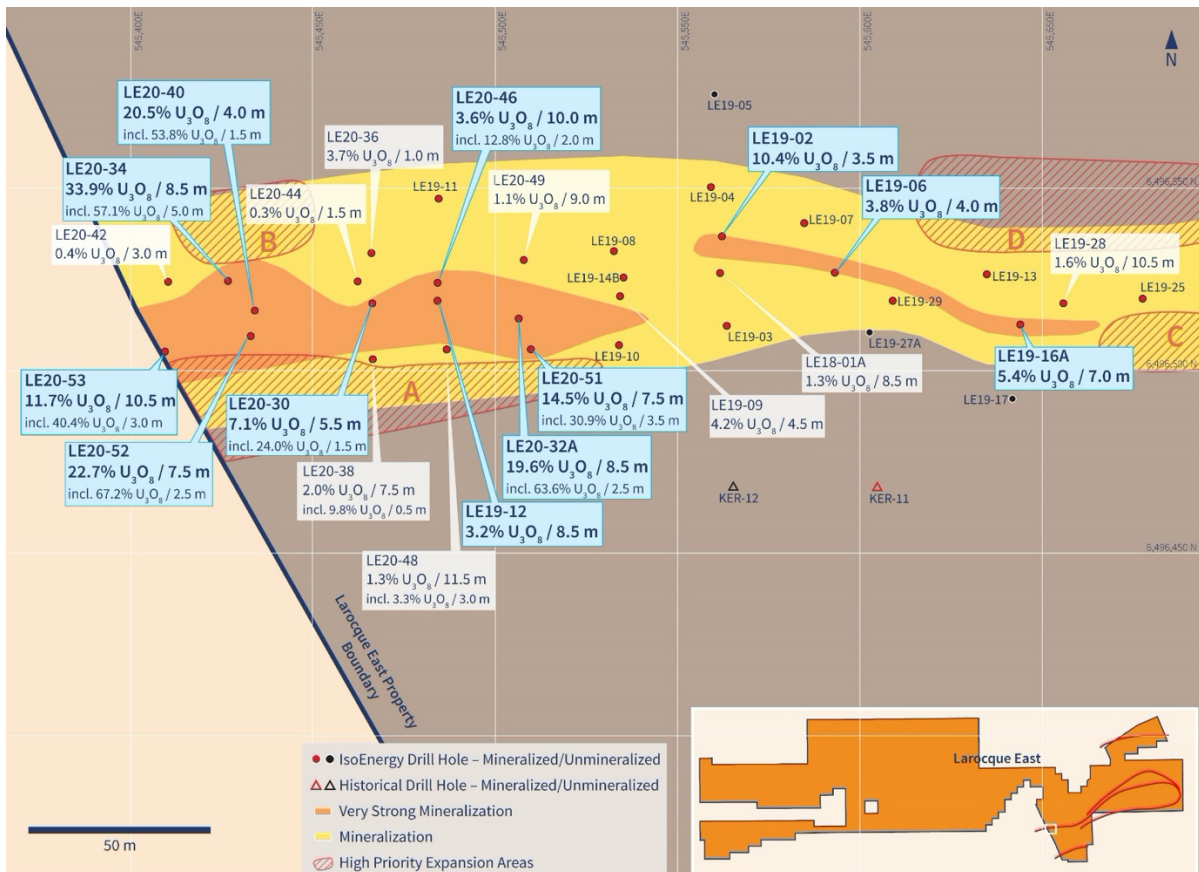 545,400
545,450
545,500
545,550
545,600
545,650
N
LE20-40
20.5% U₃O₈ / 4.0 m
incl. 53.8% U₃O₈ / 1.5 m
LE20-46
3.6% U₃O₈ / 10.0 m
incl. 12.8% U₃O₈ / 2.0 m
LE19-05
LE20-36
3.7% U₃O₈ / 1.0 m
LE19-02
10.4% U₃O₈ / 3.5 m
LE20-34
33.9% U₃O₈ / 8.5 m
incl. 57.1% U₃O₈ / 5.0 m
LE20-44
0.3% U₃O₈ / 1.5 m
LE19-11
LE20-49
1.1% U₃O₈ / 9.0 m
LE19-04
LE19-06
3.8% U₃O₈ / 4.0 m
6,496,550 N
LE19-07
LE20-42
0.4% U₃O₈ / 3.0 m
B
D
LE19-08
LE19-28
1.6% U₃O₈ / 10.5 m
LE19-14B
LE19-13
LE19-25
LE19-29
LE19-03
LE19-27A
C
LE19-10
LE18-01A
1.3% U₃O₈ / 8.5 m
LE19-16A
5.4% U₃O₈ / 7.0 m
6,496,500 N
LE20-53
11.7% U₃O₈ / 10.5 m
incl. 40.4% U₃O₈ / 3.0 m
A
LE20-51
14.5% U₃O₈ / 7.5 m
incl. 30.9% U₃O₈ / 3.5 m
LE20-30
7.1% U₃O₈ / 5.5 m
incl. 24.0% U₃O₈ / 1.5 m
LE19-09
4.2% U₃O₈ / 4.5 m
LE19-17
LE20-52
22.7% U₃O₈ / 7.5 m
incl. 67.2% U₃O₈ / 2.5 m
LE20-32A
19.6% U₃O₈ / 8.5 m
incl. 63.6% U₃O₈ / 2.5 m
LE20-38
2.0% U₃O₈ / 7.5 m
incl. 9.8% U₃O₈ / 0.5 m
LE19-12
3.2% U₃O₈ / 8.5 m
KER-12
KER-11
6,496,450 N
LE20-48
1.3% U₃O₈ / 11.5 m
incl. 3.3% U₃O₈ / 3.0 m
Larocque East Property
Boundary
IsoEnergy Drill Hole – Mineralized/Unmineralized
Historical Drill Hole – Mineralized/Unmineralized
Very Strong Mineralization
Mineralization
High Priority Expansion Areas
50 m
Larocque East